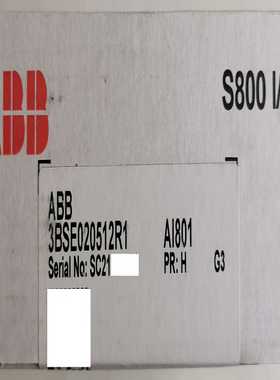 ABB
S800 I/
ABB
3BSE020512R1 AI801
Serial No: SC21
PR: H G3